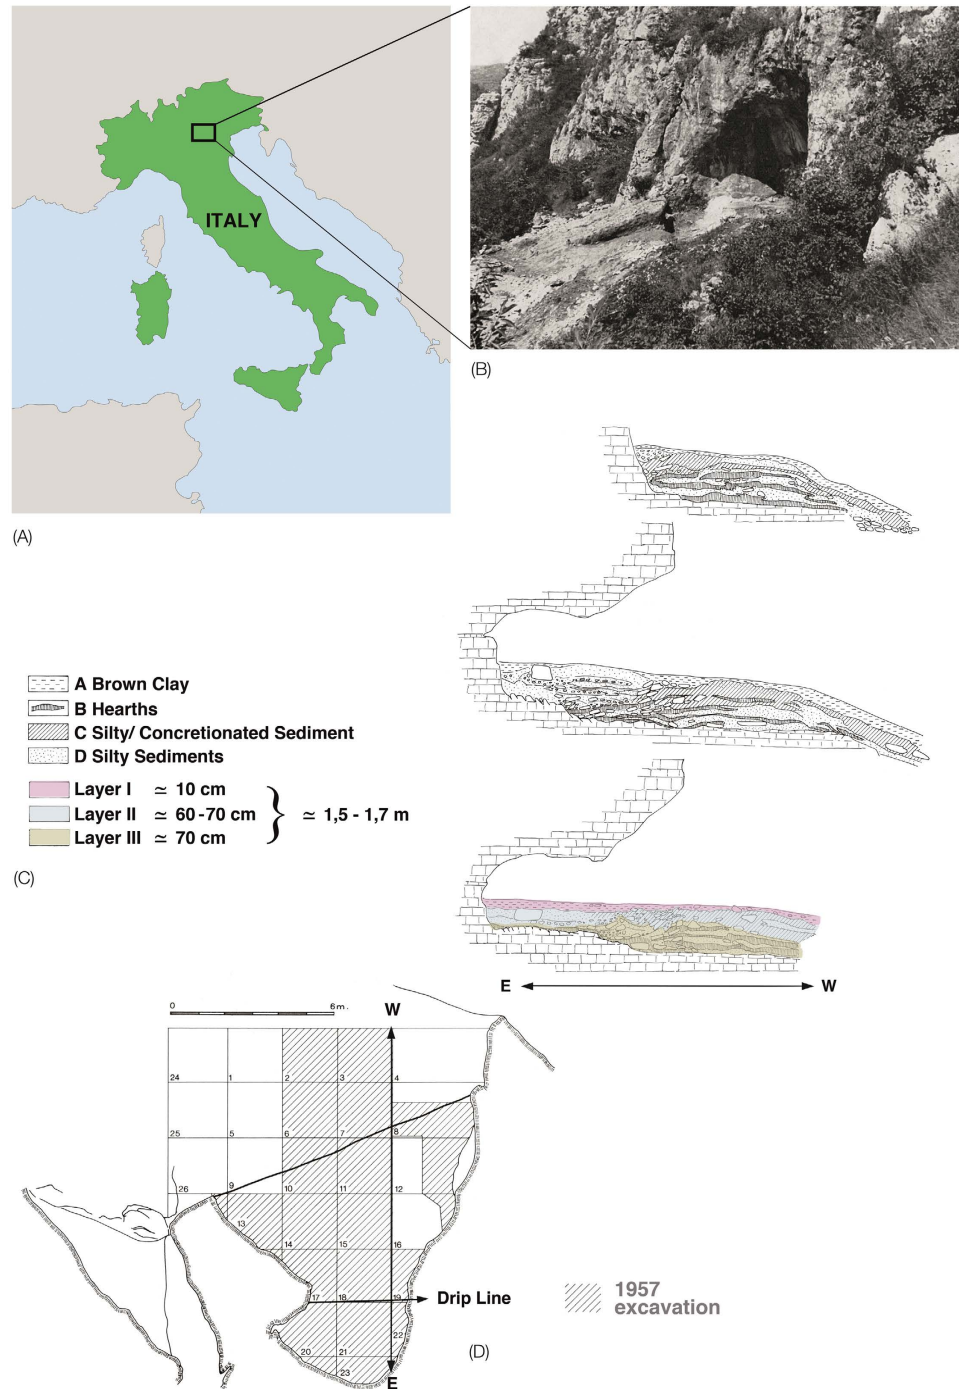 ITALY
(A)
(B)
A Brown Clay
B Hearths
C Silty/ Concretionated Sediment
D Silty Sediments
Layer I ≃ 10 cm
Layer II ≃ 60-70 cm } ≃ 1,5 - 1,7 m
Layer III ≃ 70 cm
(C)
E W
0 6 m.
W
24 1 2 3 4
25 5 6 7 8
26 9 10 11 12
13
14 15 16
17 18 19 Drip Line
22
20 21
23
E
(D)
1957
excavation